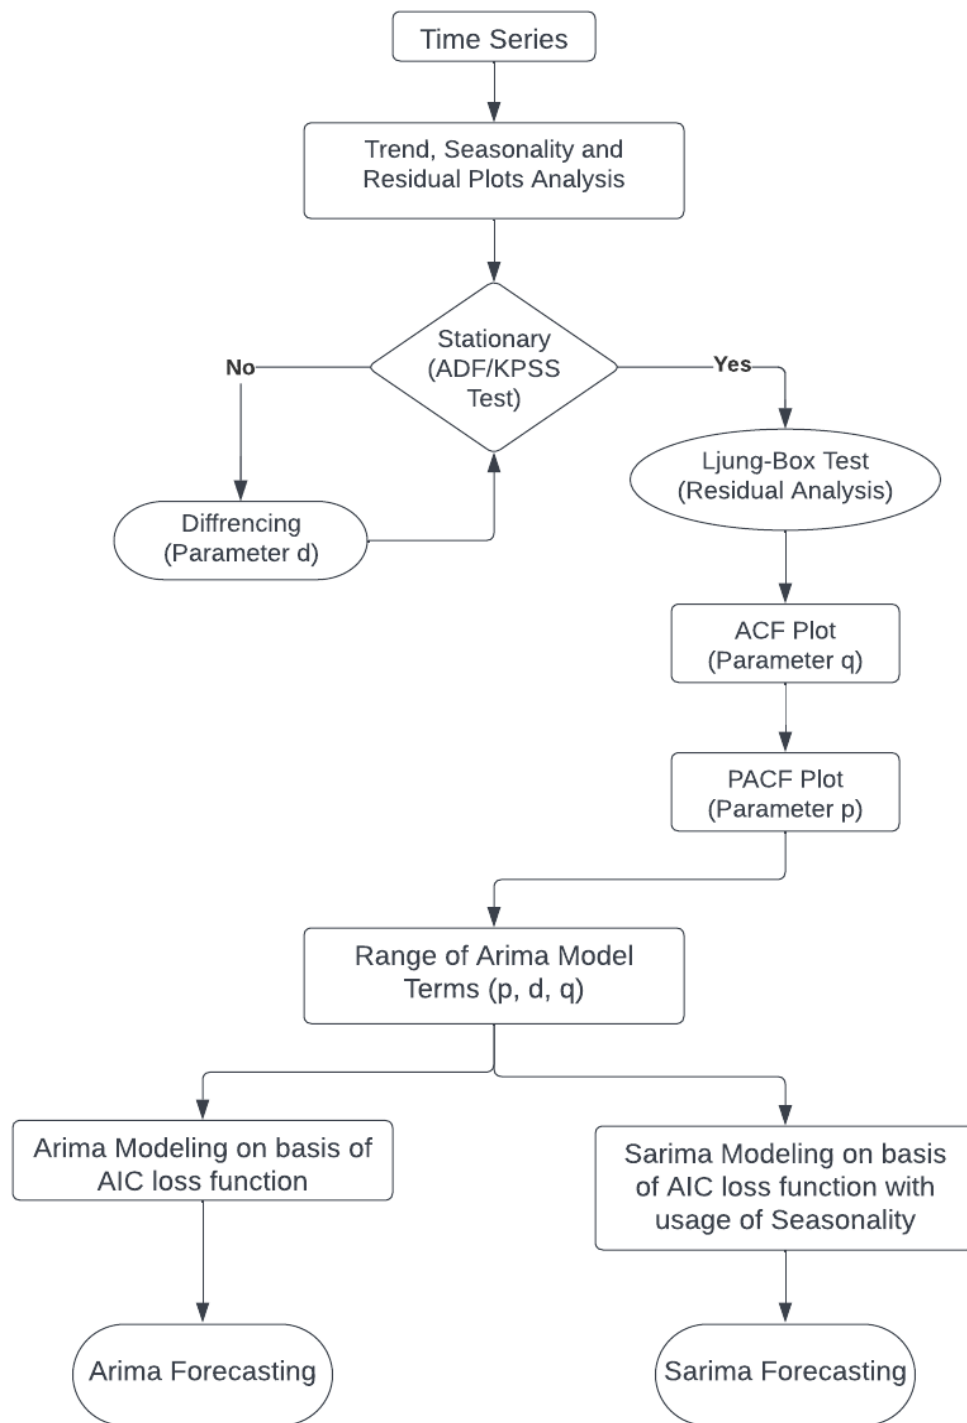 Time Series
Trend, Seasonality and
Residual Plots Analysis
Stationary
(ADF/KPSS
Test)
No
Yes
Diffrencing
(Parameter d)
Ljung-Box Test
(Residual Analysis)
ACF Plot
(Parameter q)
PACF Plot
(Parameter p)
Range of Arima Model
Terms (p, d, q)
Arima Modeling on basis of
AIC loss function
Sarima Modeling on basis
of AIC loss function with
usage of Seasonality
Arima Forecasting
Sarima Forecasting